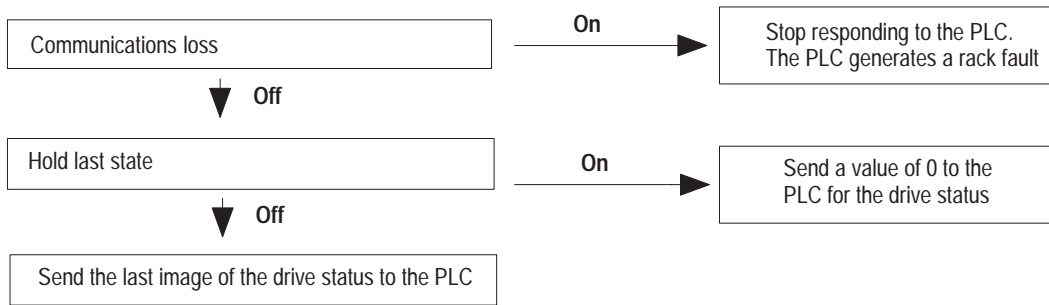 Communications loss
On
Stop responding to the PLC.
The PLC generates a rack fault
Off
Hold last state
On
Send a value of 0 to the
PLC for the drive status
Off
Send the last image of the drive status to the PLC